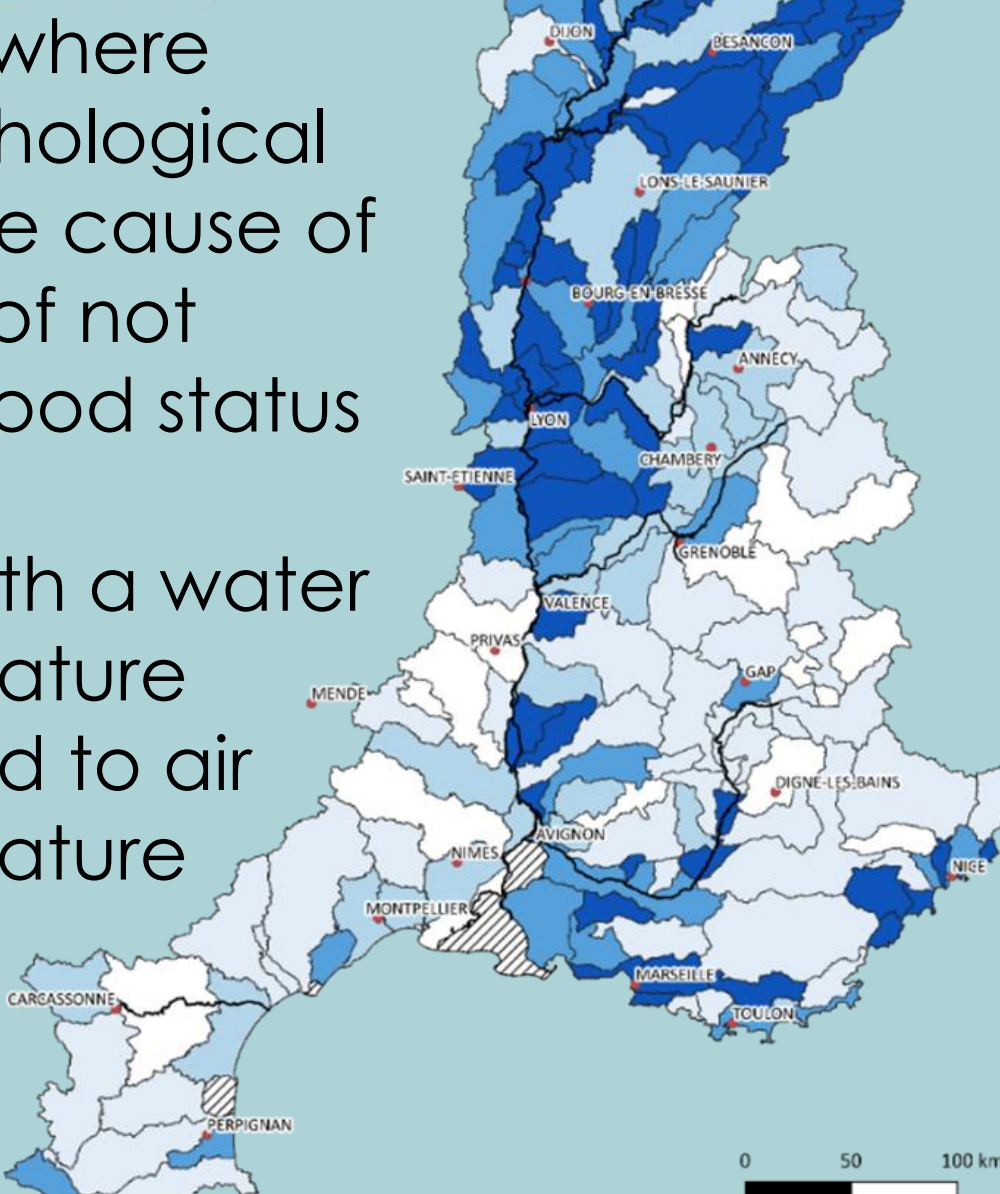 where
hological
e cause of
of not
ood status
th a water
ature
d to air
ature
DIJON
BESANCON
LONS-LE-SAUNIER
BOURG-EN-BRESSE
ANNECY
LYON
CHAMBERY
SAINT-ETIENNE
GRENOBLE
VALENCE
PRIVAS
GAP
MENDE
DIGNE-LES-BAINS
AVIGNON
NIMES
NICE
MONTPELLIER
MARSEILLE
CARCASSONNE
TOULON
PERPIGNAN
0 50 100 km